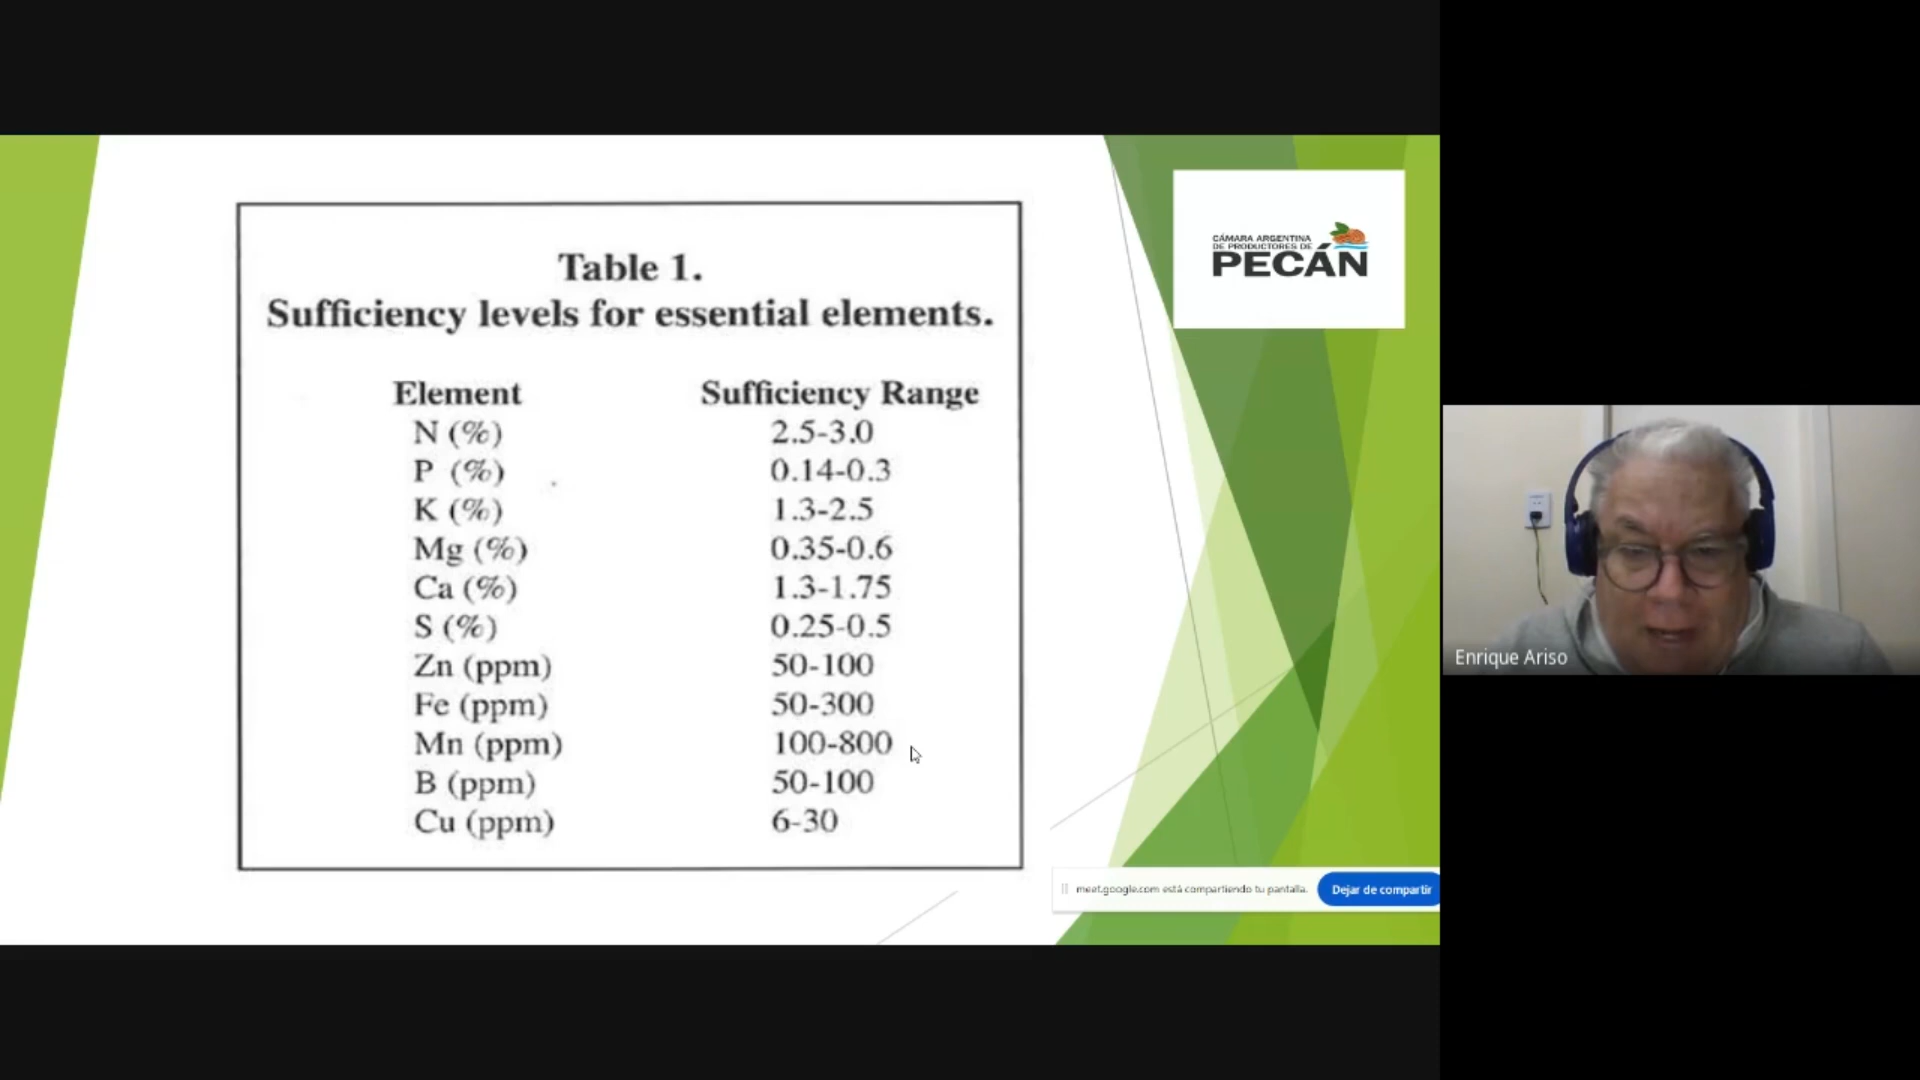 Table 1.
Sufficiency levels for essential elements.
Element Sufficiency Range
N (%) 2.5-3.0
P (%) 0.14-0.3
K (%) 1.3-2.5
Mg (%) 0.35-0.6
Ca (%) 1.3-1.75
S (%) 0.25-0.5
Zn (ppm) 50-100
Fe (ppm) 50-300
Mn (ppm) 100-800
B (ppm) 50-100
Cu (ppm) 6-30
CÁMARA ARGENTINA
DE PRODUCTORES DE
PECÁN
meet.google.com está compartiendo tu pantalla.
Dejar de compartir
Enrique Ariso